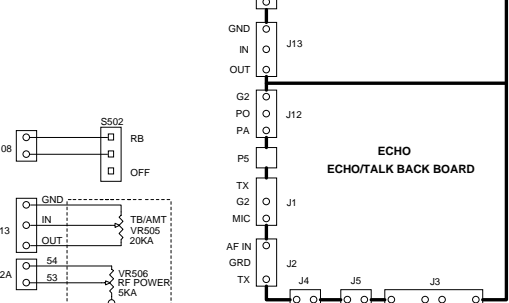 GND
IN
OUT
J13
G2
PO
PA
J12
P5
TX
G2
MIC
J1
AF IN
GRD
TX
J2
J4
J5
J3
ECHO
ECHO/TALK BACK BOARD
S502
RB
OFF
08
GND
IN
OUT
13
TB/AMT
VR505
20KA
54
53
2A
VR506
RF POWER
5KA